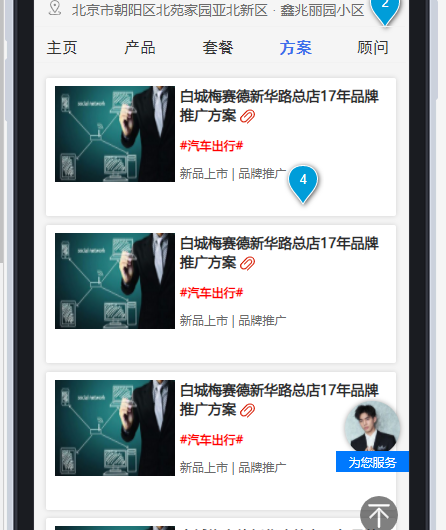 北京市朝阳区北苑家园亚北新区 · 鑫兆丽园小区
2
主页 产品 套餐 方案 顾问
social network
白城梅赛德新华路总店17年品牌
推广方案
#汽车出行#
新品上市 | 品牌推广
4
social network
白城梅赛德新华路总店17年品牌
推广方案
#汽车出行#
新品上市 | 品牌推广
social network
白城梅赛德新华路总店17年品牌
推广方案
#汽车出行#
新品上市 | 品牌推广
为您服务